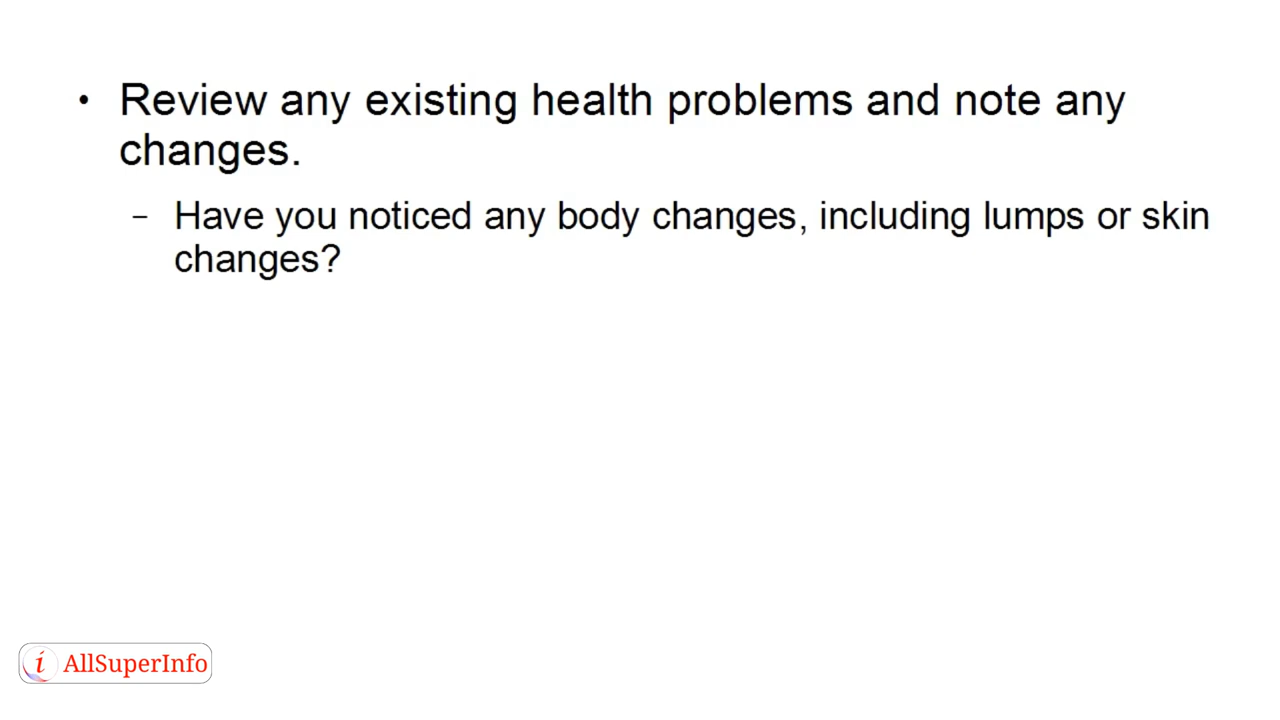 • Review any existing health problems and note any
changes.
– Have you noticed any body changes, including lumps or skin
changes?
i AllSuperInfo